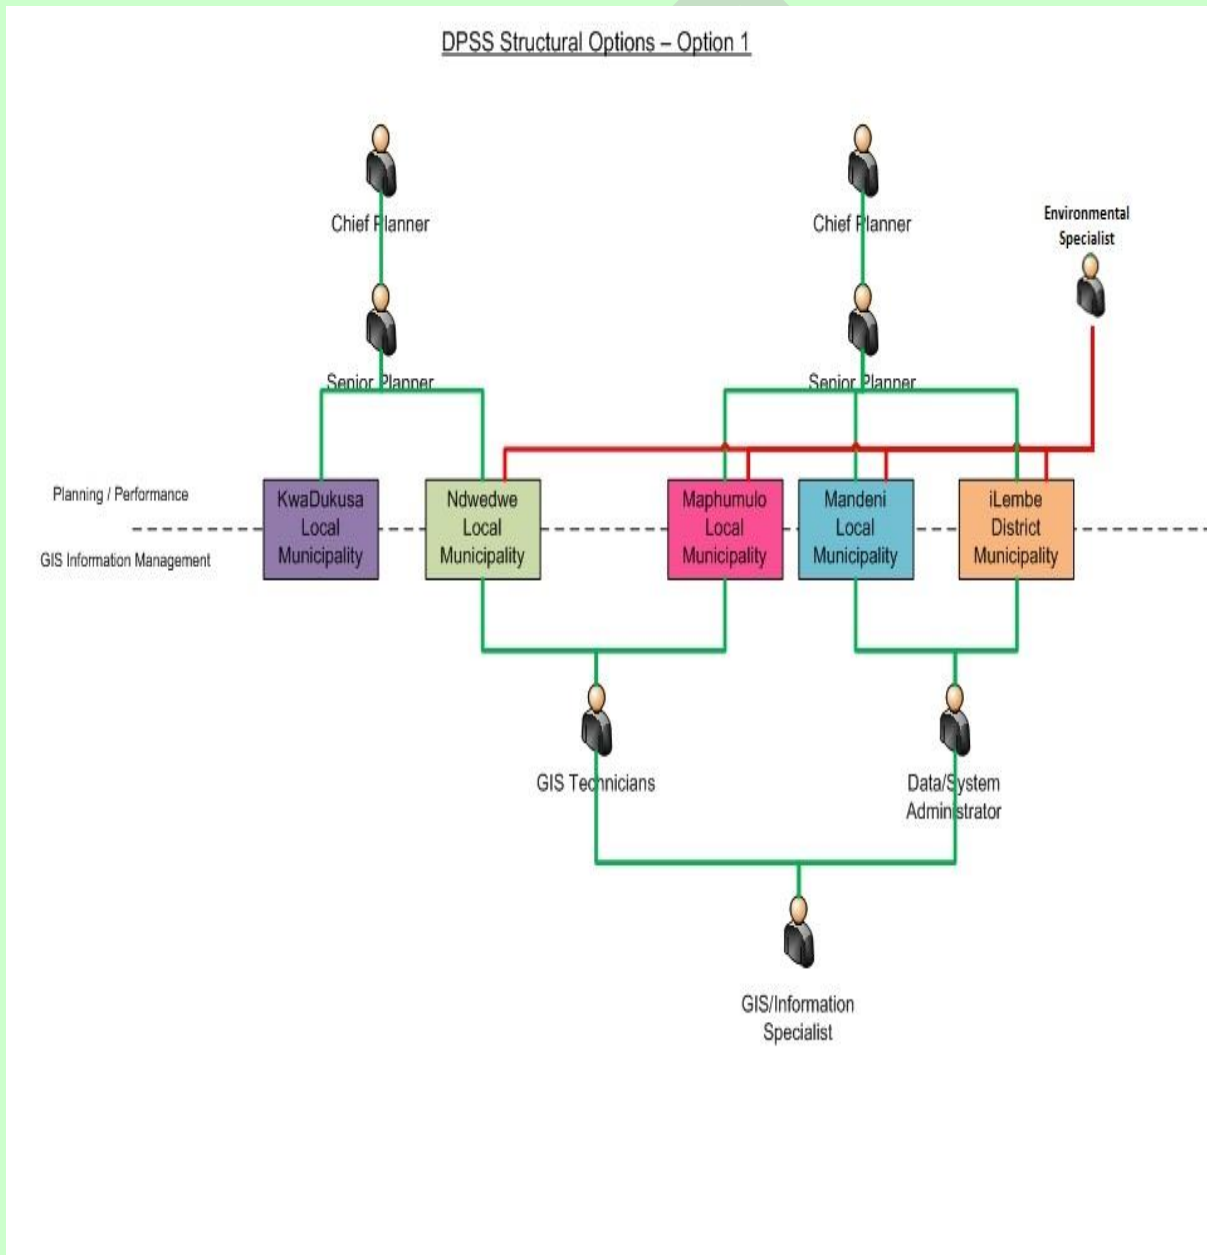 DPSS Structural Options – Option 1
Chief Planner
Chief Planner
Environmental
Specialist
Senior Planner
Senior Planner
Planning / Performance
GIS Information Management
KwaDukusa
Local
Municipality
Ndwedwe
Local
Municipality
Maphumulo
Local
Municipality
Mandeni
Local
Municipality
iLembe
District
Municipality
GIS Technicians
Data/System
Administrator
GIS/Information
Specialist